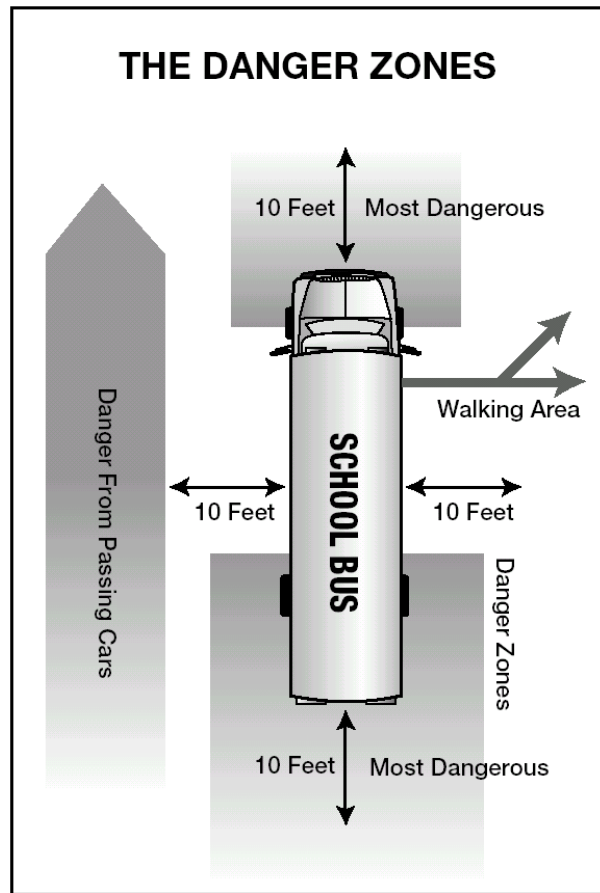 THE DANGER ZONES
10 Feet
Most Dangerous
Walking Area
Danger From Passing Cars
SCHOOL BUS
10 Feet
10 Feet
Danger Zones
10 Feet
Most Dangerous